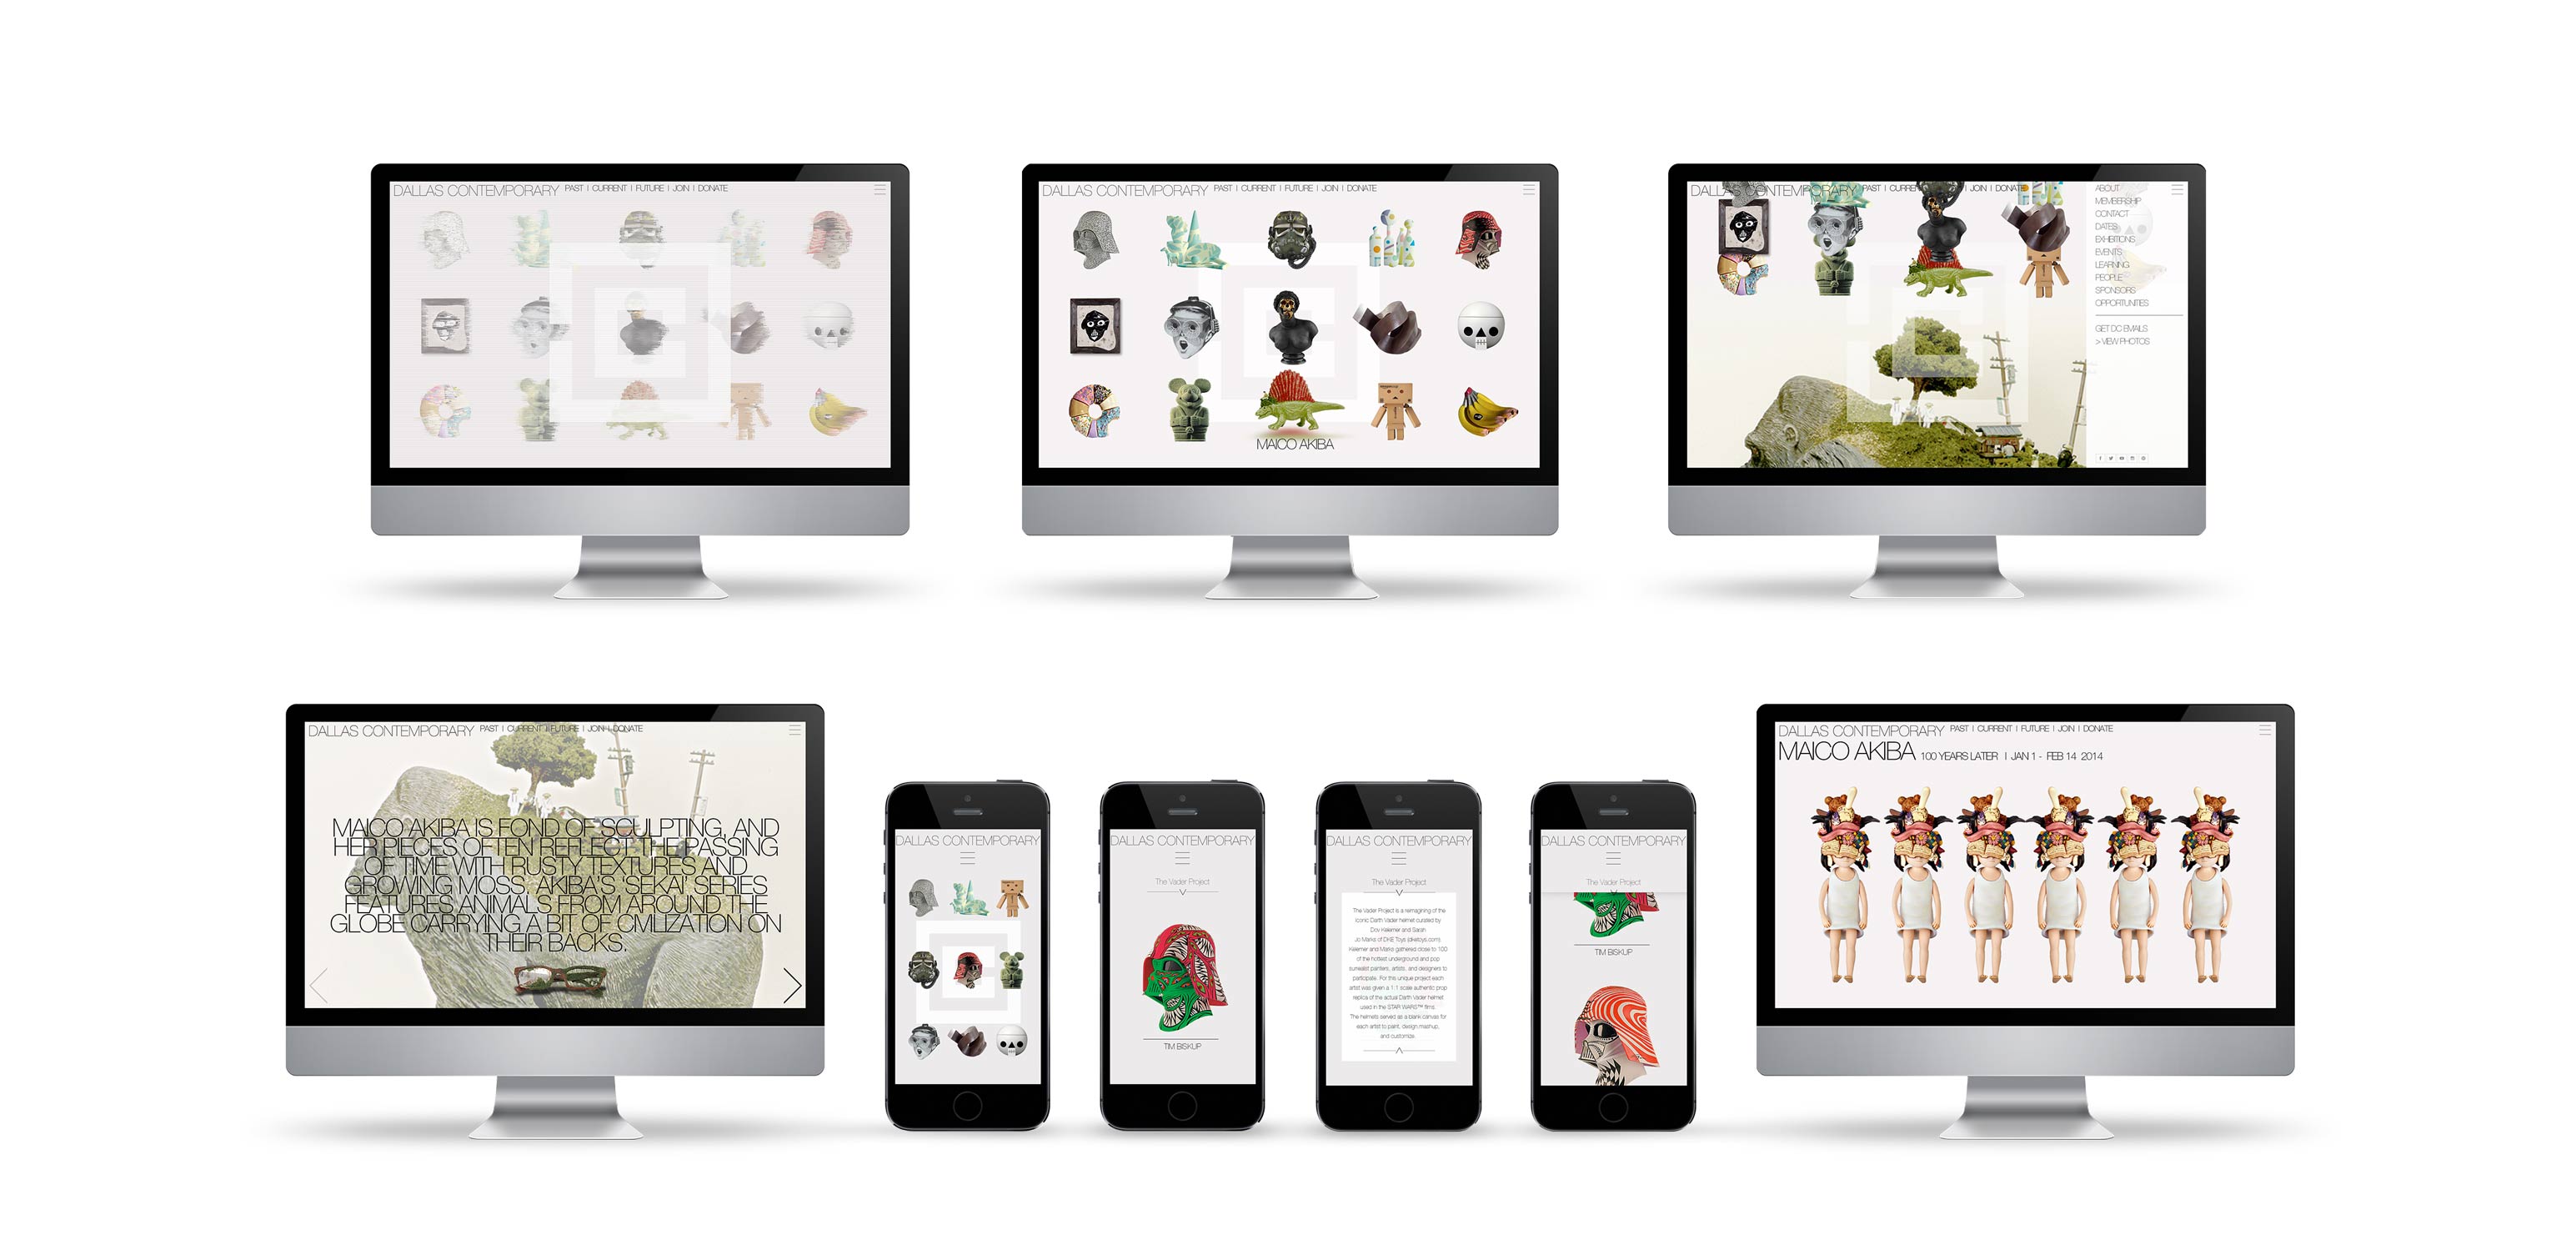 DALLAS CONTEMPORARY PAST | CURRENT | FUTURE | JOIN | DONATE
DALLAS CONTEMPORARY PAST | CURRENT | FUTURE | JOIN | DONATE
MAICO AKIBA
DALLAS CONTEMPORARY PAST | CURREN JOIN | DONATE
ABOUT
MEMBERSHIP
CONTACT
DATES
EXHIBITIONS
EVENTS
LEARNING
PEOPLE
SPONSORS
OPPORTUNITIES
GET DC EMAILS
> VIEW PHOTOS
DALLAS CONTEMPORARY PAST | CURRENT | FUTURE | JOIN | DONATE
MAICO AKIBA IS FOND OF SCULPTING, AND
HER PIECES OFTEN REFLECT THE PASSING
OF TIME WITH RUSTY TEXTURES AND
GROWING MOSS. AKIBA'S 'SEKAI' SERIES
FEATURES ANIMALS FROM AROUND THE
GLOBE CARRYING A BIT OF CIVILIZATION ON
THEIR BACKS.
DALLAS CONTEMPORARY
DALLAS CONTEMPORARY
The Vader Project
TIM BISKUP
DALLAS CONTEMPORARY
The Vader Project
The Vader Project is a reimagining of the
iconic Darth Vader helmet curated by
Dov Kelemer and Sarah
Jo Marks of DKE Toys (dketoys.com).
Kelemer and Marks gathered close to 100
of the hottest underground and pop
surrealist painters, artists, and designers to
participate. For this unique project each
artist was given a 1:1 scale authentic prop
replica of the actual Darth Vader helmet
used in the STAR WARS™ films.
The helmets served as a blank canvas for
each artist to paint, design, mashup,
and customize.
DALLAS CONTEMPORARY
The Vader Project
TIM BISKUP
DALLAS CONTEMPORARY PAST | CURRENT | FUTURE | JOIN | DONATE
MAICO AKIBA 100 YEARS LATER | JAN 1 - FEB 14 2014